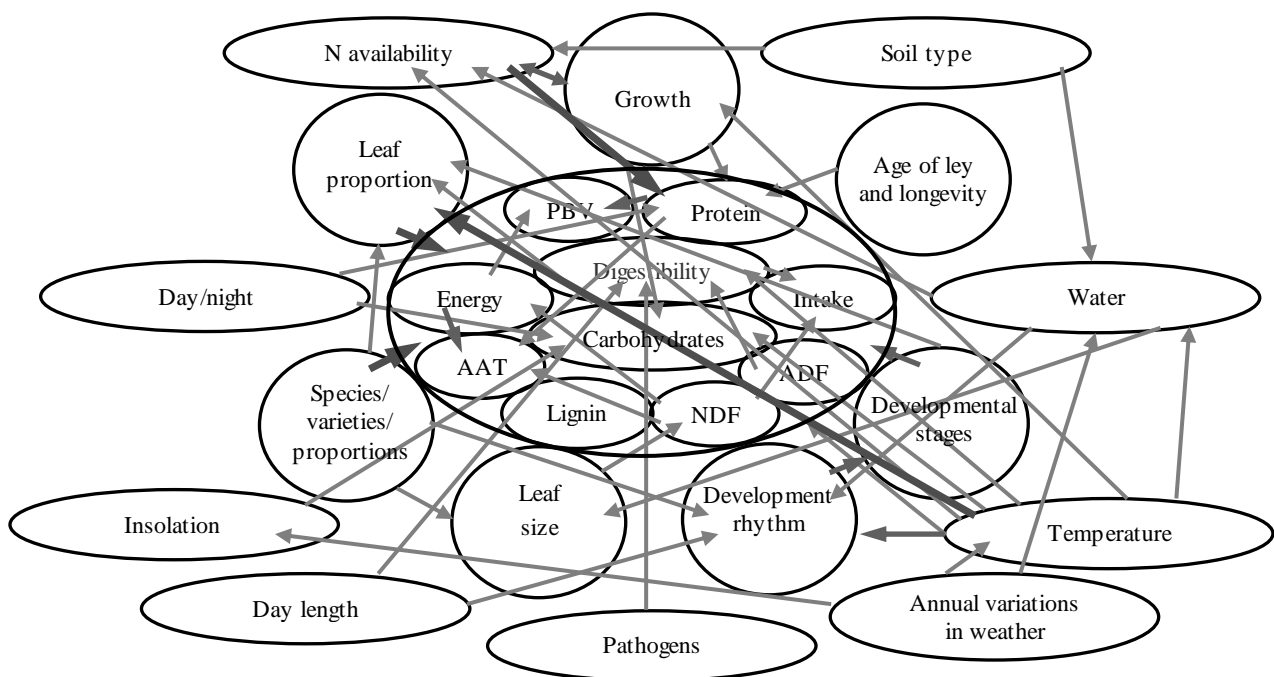 N availability
Soil type
Growth
Leaf
proportion
Age of ley
and longevity
PBV
Protein
Digestibility
Day/night
Energy
Intake
Water
Carbohydrates
AAT
ADF
Species/
varieties/
proportions
Lignin
NDF
Developmental
stages
Leaf
size
Development
rhythm
Insolation
Temperature
Day length
Annual variations
in weather
Pathogens